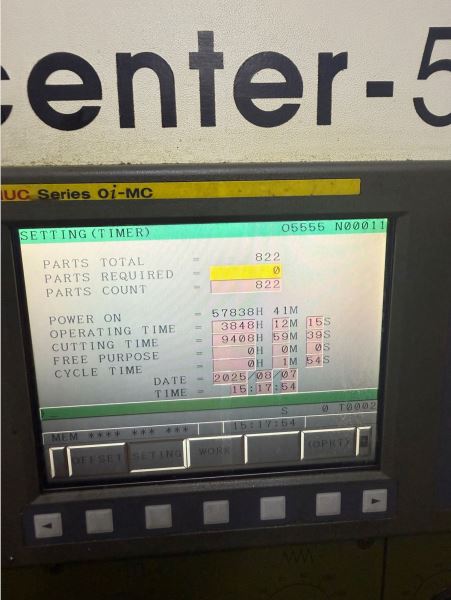 center-5
NUC Series 0i-MC
SETTING(TIMER) O5555 N00011
PARTS TOTAL = 822
PARTS REQUIRED = 0
PARTS COUNT = 822
POWER ON = 57838H 41M
OPERATING TIME = 3848H 12M 15S
CUTTING TIME = 9408H 59M 39S
FREE PURPOSE = 0H 0M 0S
CYCLE TIME = 0H 1M 54S
DATE = 2025/08/07
TIME = 15:17:54
S 0 T0002
MEM **** *** *** 15:17:54
OFFSET SETING WORK (OPRT)